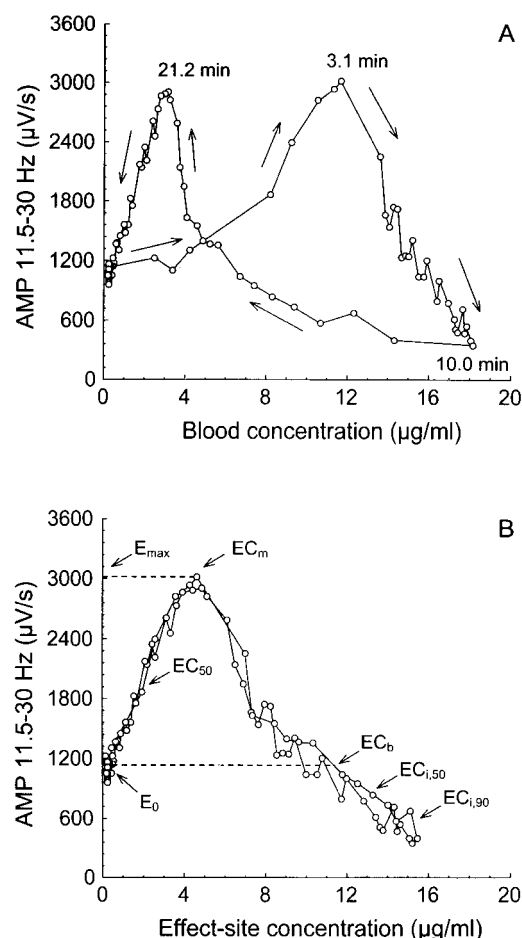 A
21.2 min
3.1 min
3600
3000
2400
1800
1200
600
0
AMP 11.5-30 Hz (µV/s)
10.0 min
0 4 8 12 16 20
Blood concentration (µg/ml)
B
3600
3000
2400
1800
1200
600
0
AMP 11.5-30 Hz (µV/s)
Emax
ECm
EC50
ECb
ECi,50
E0
ECi,90
0 4 8 12 16 20
Effect-site concentration (µg/ml)